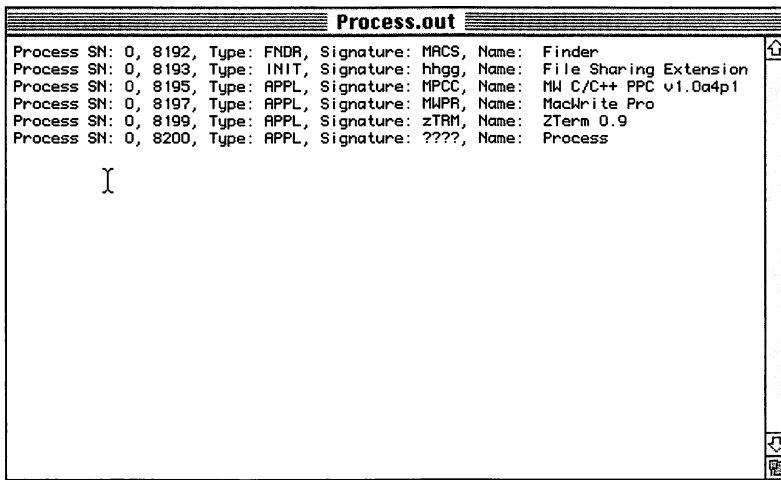 Process.out
Process SN: 0, 8192, Type: FNDR, Signature: MACS, Name:  Finder
Process SN: 0, 8193, Type: INIT, Signature: hhgg, Name:  File Sharing Extension
Process SN: 0, 8195, Type: APPL, Signature: MPCC, Name:  MW C/C++ PPC v1.0a4p1
Process SN: 0, 8197, Type: APPL, Signature: MWPR, Name:  MacWrite Pro
Process SN: 0, 8199, Type: APPL, Signature: zTRM, Name:  ZTerm 0.9
Process SN: 0, 8200, Type: APPL, Signature: ????, Name:  Process